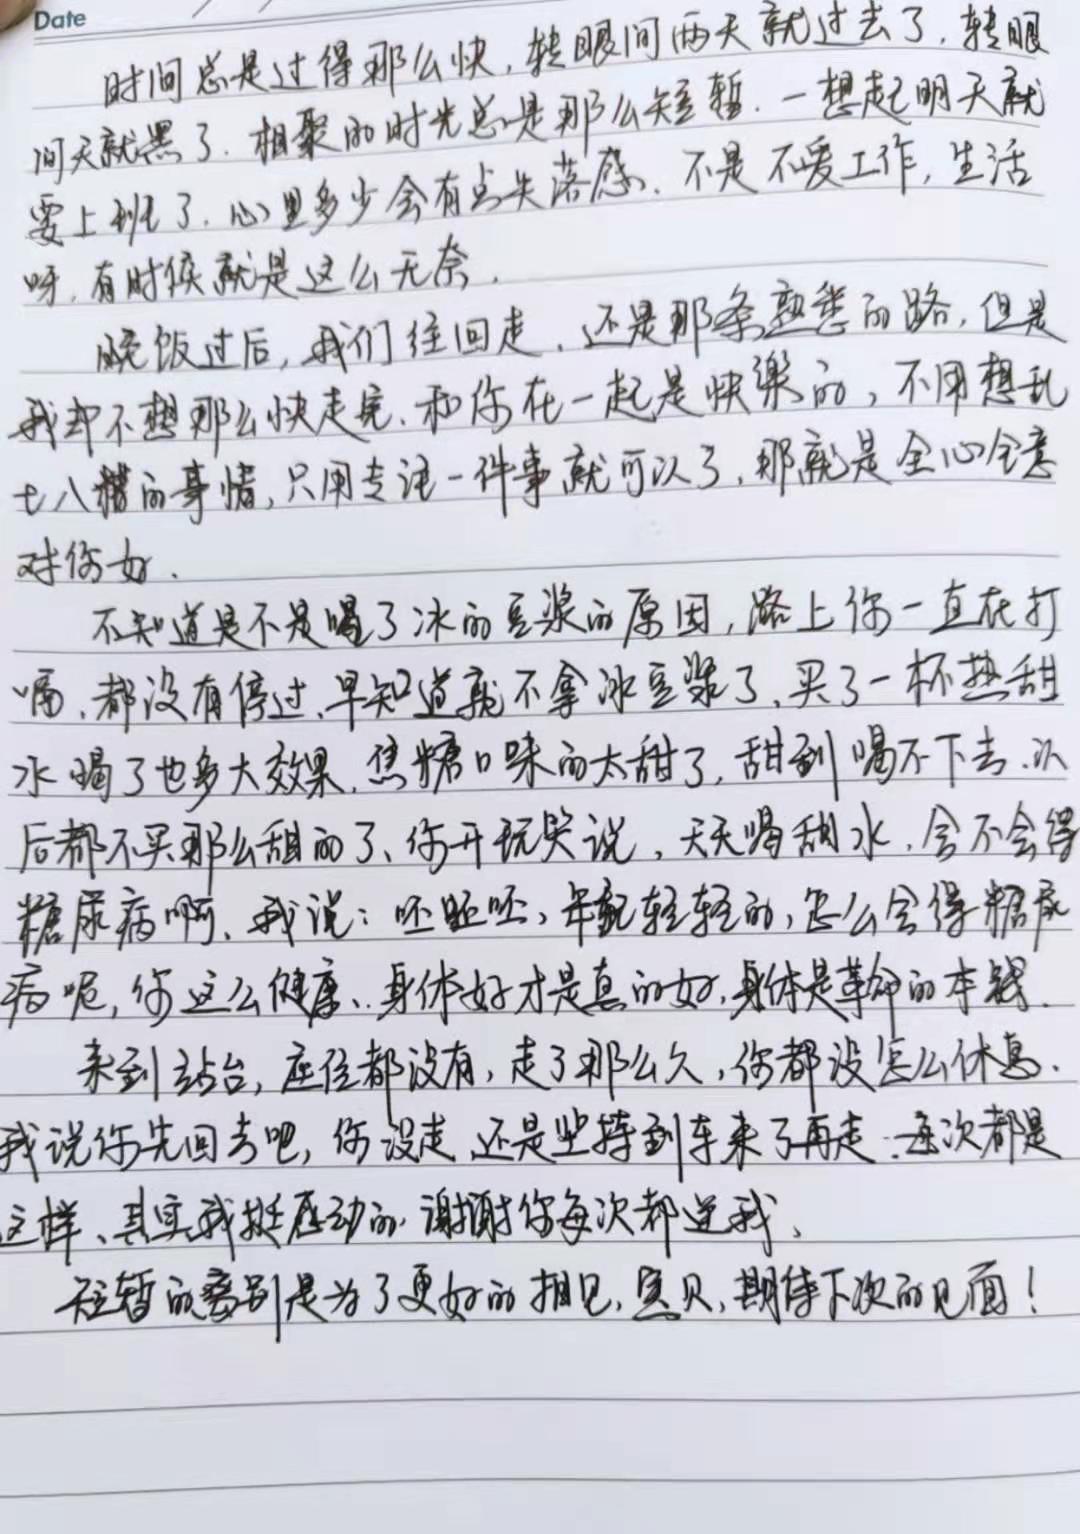 Date
时间总是过得那么快,转眼间两天就过去了.转眼
间天就黑了.相聚的时光总是那么短暂.一想起明天就
要上班了.心里多少会有点失落感.不是不爱工作,生活
呀,有时候就是这么无奈.
晚饭过后,我们往回走.还是那条熟悉的路,但是
我却不想那么快走完.和你在一起是快乐的,不用想乱
七八糟的事情,只用专注一件事就可以了,那就是全心全意
对你好.
不知道是不是喝了冰的豆浆的原因,路上你一直在打
嗝、都没有停过、早知道就不拿冰豆浆了、买了一杯热甜
水喝了也多大效果.焦糖口味的太甜了,甜到喝不下去.以
后都不买那么甜的了、你开玩笑说,天天喝甜水.会不会得
糖尿病啊、我说:呸呸呸,年纪轻轻的,怎么会得糖尿
病呢,你这么健康、身体好才是真的好,身体是革命的本钱.
来到站台,座位都没有,走了那么久,你都没怎么休息.
我说你先回去吧,你没走,还是坚持到车来了再走.每次都是
这样、其实我挺感动的,谢谢你每次都送我、
短暂的离别是为了更好的相见,宝贝,期待下次的见面!